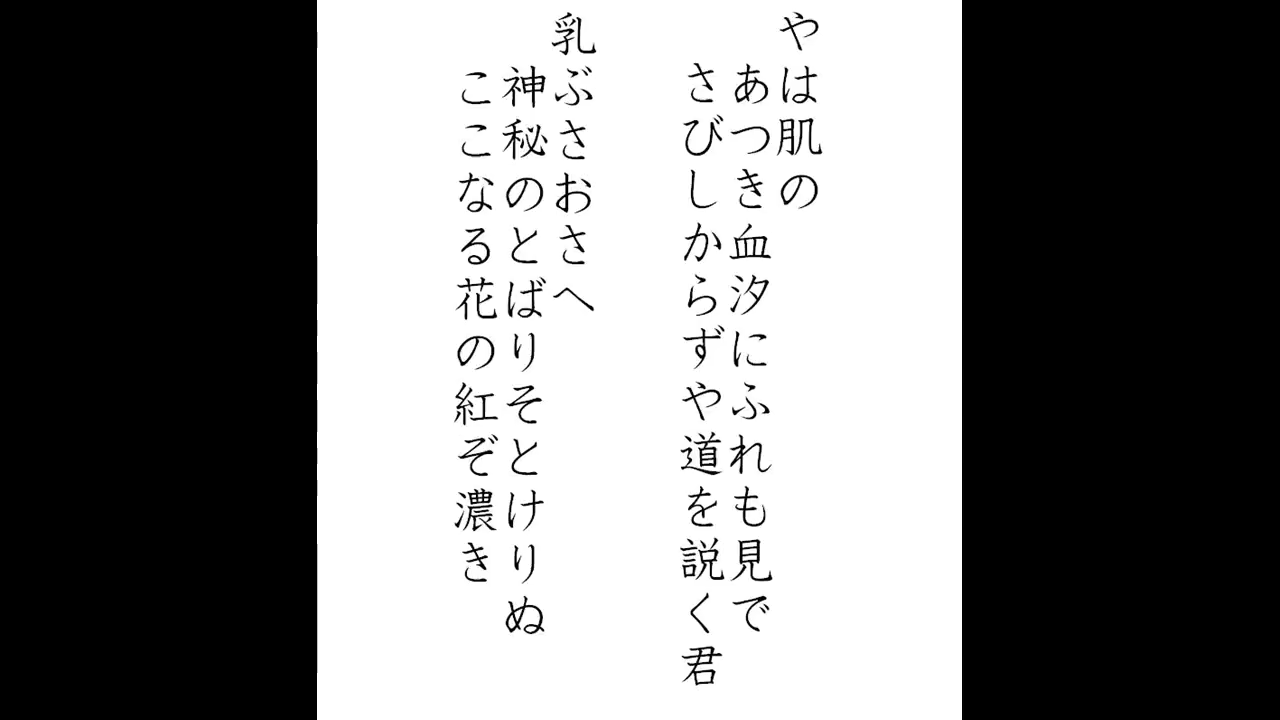 やは肌の
あつき血汐にふれも見で
さびしからずや道を説く君
乳ぶさおさへ
神秘のとばりそとけりぬ
ここなる花の紅ぞ濃き